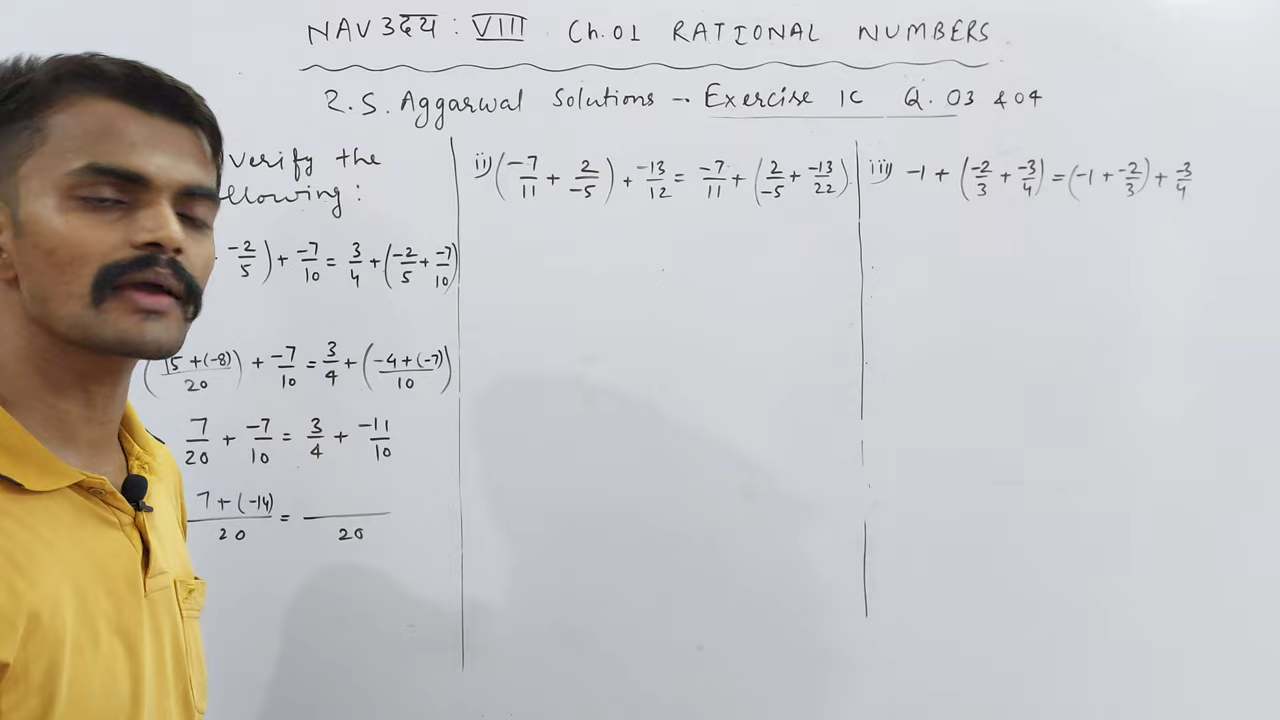 NAV उदय : VIII Ch.01 RATIONAL NUMBERS
R.S. Aggarwal Solutions -- Exercise 1C Q. 03 & 04
verify the
llowing :
-2/5) + -7/10 = 3/4 + (-2/5 + -7/10)
(15+(-8)/20) + -7/10 = 3/4 + (-4+(-7)/10)
7/20 + -7/10 = 3/4 + -11/10
7+(-14)/20 = /20
ii) (-7/11 + 2/-5) + -13/12 = -7/11 + (2/-5 + -13/22)
iii) -1 + (-2/3 + -3/4) = (-1 + -2/3) + -3/4